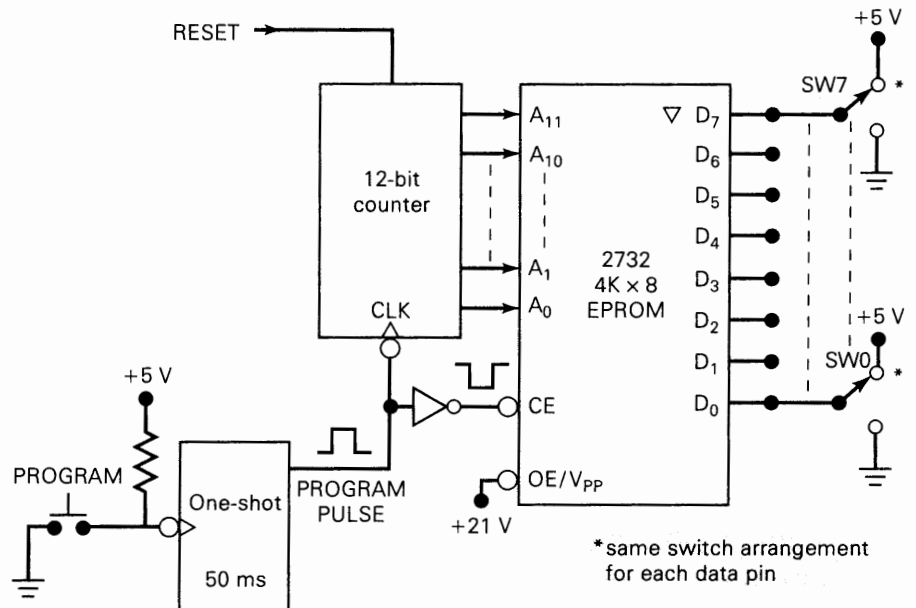 RESET
+5 V
SW7
*
12-bit
counter
CLK
A11
A10
A1
A0
2732
4K × 8
EPROM
▽ D7
D6
D5
D4
D3
D2
D1
D0
+5 V
SW0
*
CE
OE/VPP
+21 V
+5 V
PROGRAM
One-shot
50 ms
PROGRAM
PULSE
*same switch arrangement
for each data pin